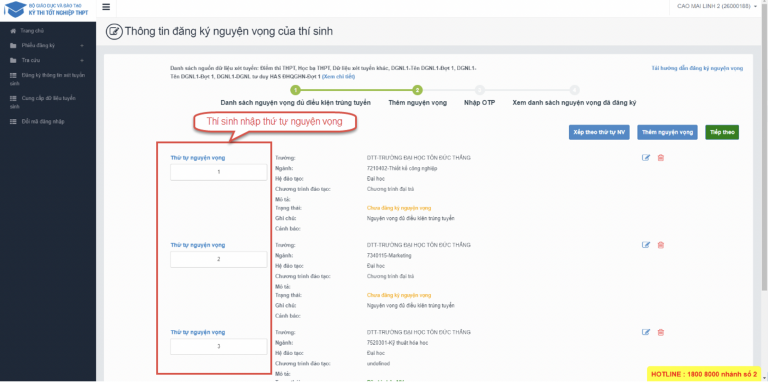 BỘ GIÁO DỤC VÀ ĐÀO TẠO
KỲ THI TỐT NGHIỆP THPT
CAO MAI LINH 2 (26000168)
Trang chủ
Phiếu đăng ký +
Tra cứu +
Đăng ký thông tin xét tuyển sinh
Cung cấp dữ liệu tuyển sinh
Đổi mã đăng nhập
Thông tin đăng ký nguyện vọng của thí sinh
Danh sách nguồn dữ liệu xét tuyển: Điểm thi THPT, Học bạ THPT, Dữ liệu xét tuyển khác, DGNL1-Tên DGNL1-Đợt 1, DGNL1-
Tên DGNL1-Đợt 1, DGNL1-DGNL tư duy HAS ĐHQGHN-Đợt 1 (Xem chi tiết)
Tải hướng dẫn đăng ký nguyện vọng
1 2
Danh sách nguyện vọng đủ điều kiện trúng tuyển Thêm nguyện vọng Nhập OTP Xem danh sách nguyện vọng đã đăng ký
Thí sinh nhập thứ tự nguyện vọng
Xếp theo thứ tự NV Thêm nguyện vọng Tiếp theo
Thứ tự nguyện vọng
1
Trường: DTT-TRƯỜNG ĐẠI HỌC TÔN ĐỨC THẮNG
Ngành: 7210402-Thiết kế công nghiệp
Hệ đào tạo: Đại học
Chương trình đào tạo: Chương trình đại trà
Mô tả:
Trạng thái: Chưa đăng ký nguyện vọng
Ghi chú: Nguyện vọng đủ điều kiện trúng tuyển
Cảnh báo:
Thứ tự nguyện vọng
2
Trường: DTT-TRƯỜNG ĐẠI HỌC TÔN ĐỨC THẮNG
Ngành: 7340115-Marketing
Hệ đào tạo: Đại học
Chương trình đào tạo: Chương trình đại trà
Mô tả:
Trạng thái: Chưa đăng ký nguyện vọng
Ghi chú: Nguyện vọng đủ điều kiện trúng tuyển
Cảnh báo:
Thứ tự nguyện vọng
3
Trường: DTT-TRƯỜNG ĐẠI HỌC TÔN ĐỨC THẮNG
Ngành: 7520301-Kỹ thuật hóa học
Hệ đào tạo: Đại học
Chương trình đào tạo: undefined
Mô tả:
Trạng thái:
HOTLINE : 1800 8000 nhánh số 2